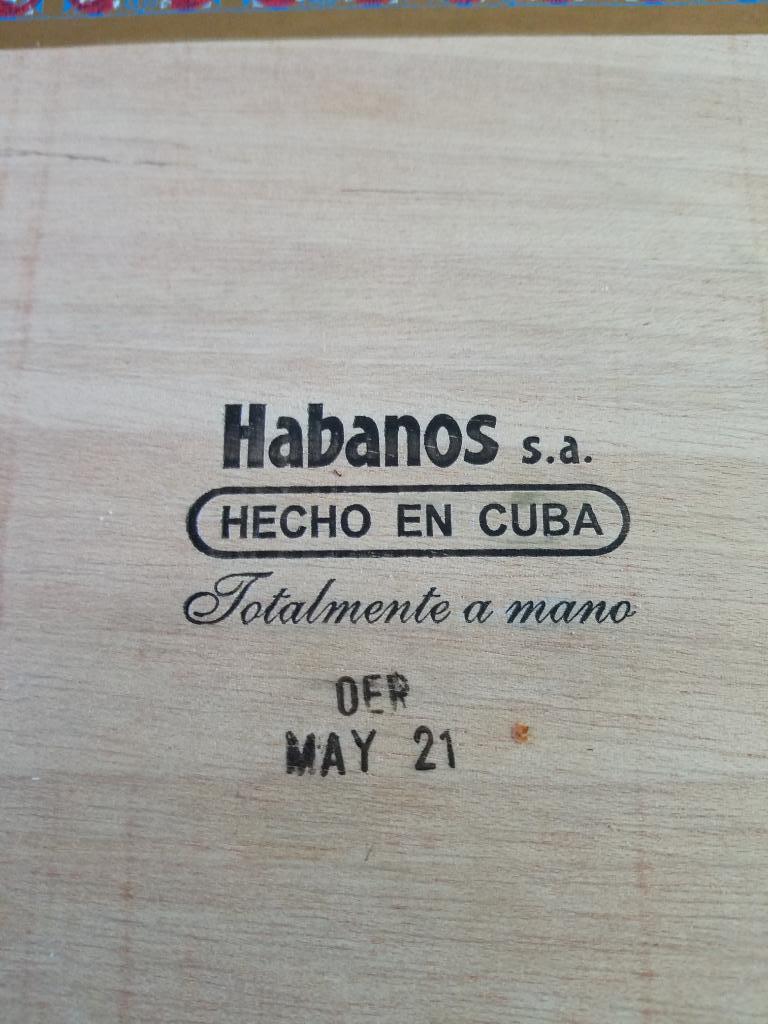 Habanos s.a.
HECHO EN CUBA
Totalmente a mano
OER
MAY 21